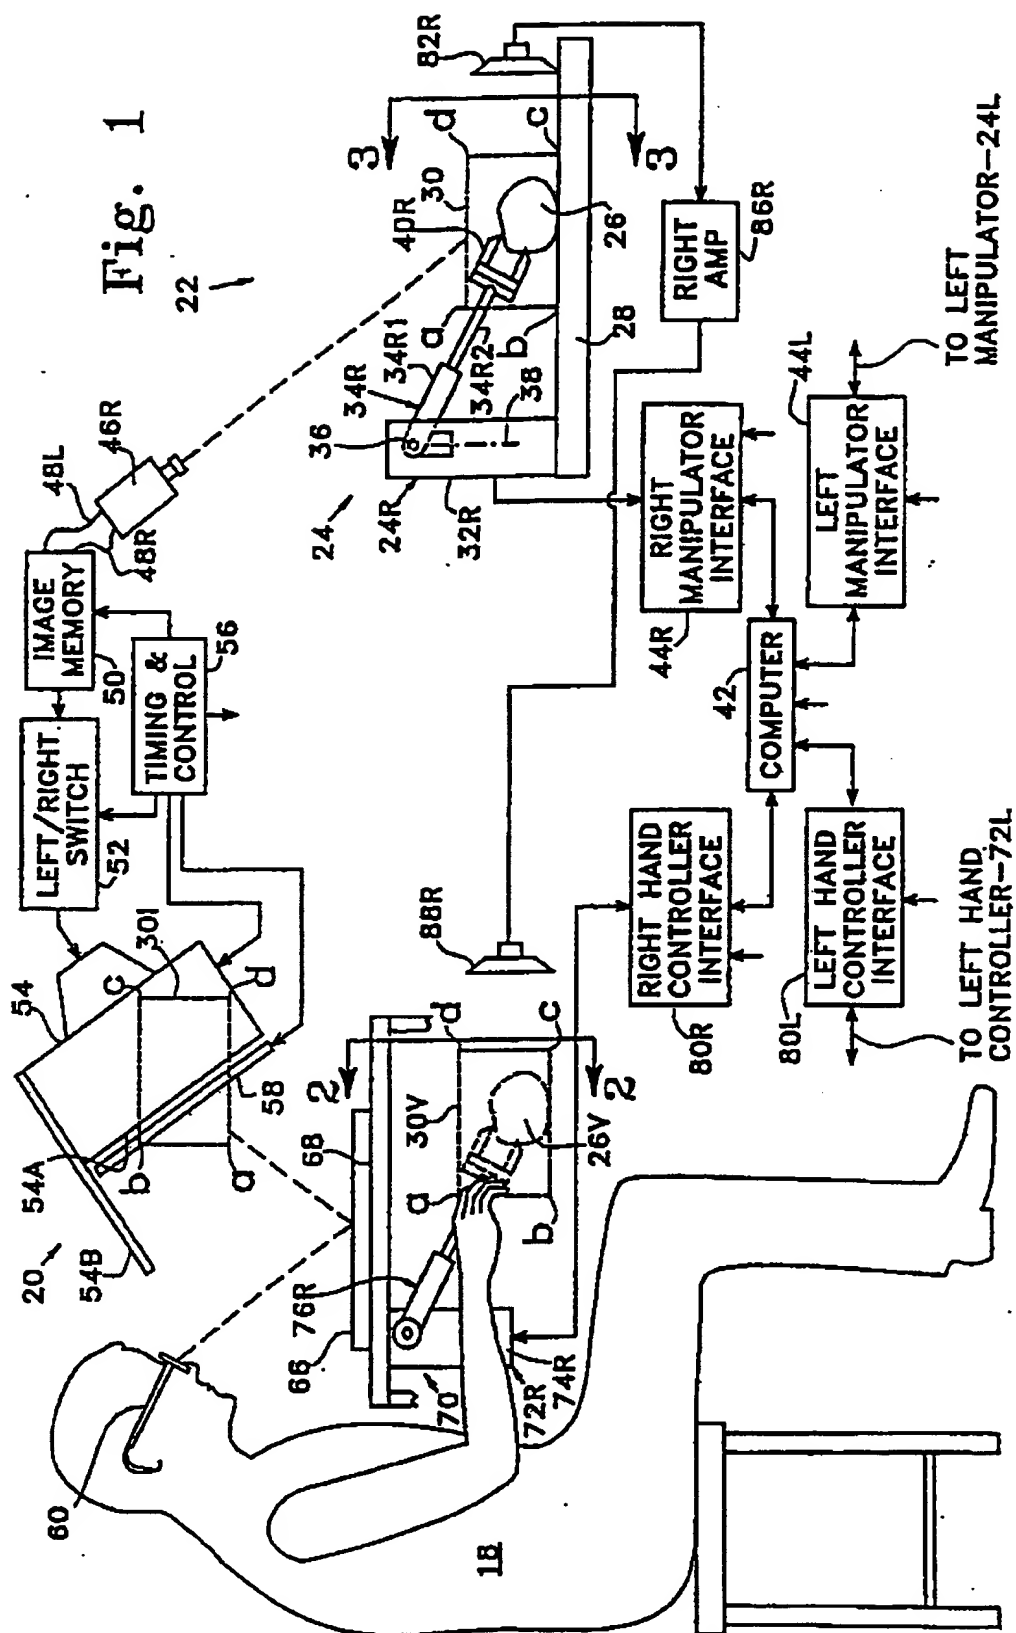 Fig. 1
22
20
54B
54A
54
LEFT/RIGHT
SWITCH
52
IMAGE
MEMORY
50
48L
48R
46R
TIMING &
CONTROL
56
30I
a
b
c
d
58
60
18
66
68
70
76R
72R
74R
30V
26V
a
b
c
d
2
2
88R
24
24R
32R
36
34R
34R1
34R2
38
40R
30
a
b
c
d
26
28
3
3
82R
RIGHT
AMP
86R
RIGHT
MANIPULATOR
INTERFACE
44R
COMPUTER
42
LEFT
MANIPULATOR
INTERFACE
44L
TO LEFT
MANIPULATOR-24L
RIGHT HAND
CONTROLLER
INTERFACE
80R
LEFT HAND
CONTROLLER
INTERFACE
80L
TO LEFT HAND
CONTROLLER-72L